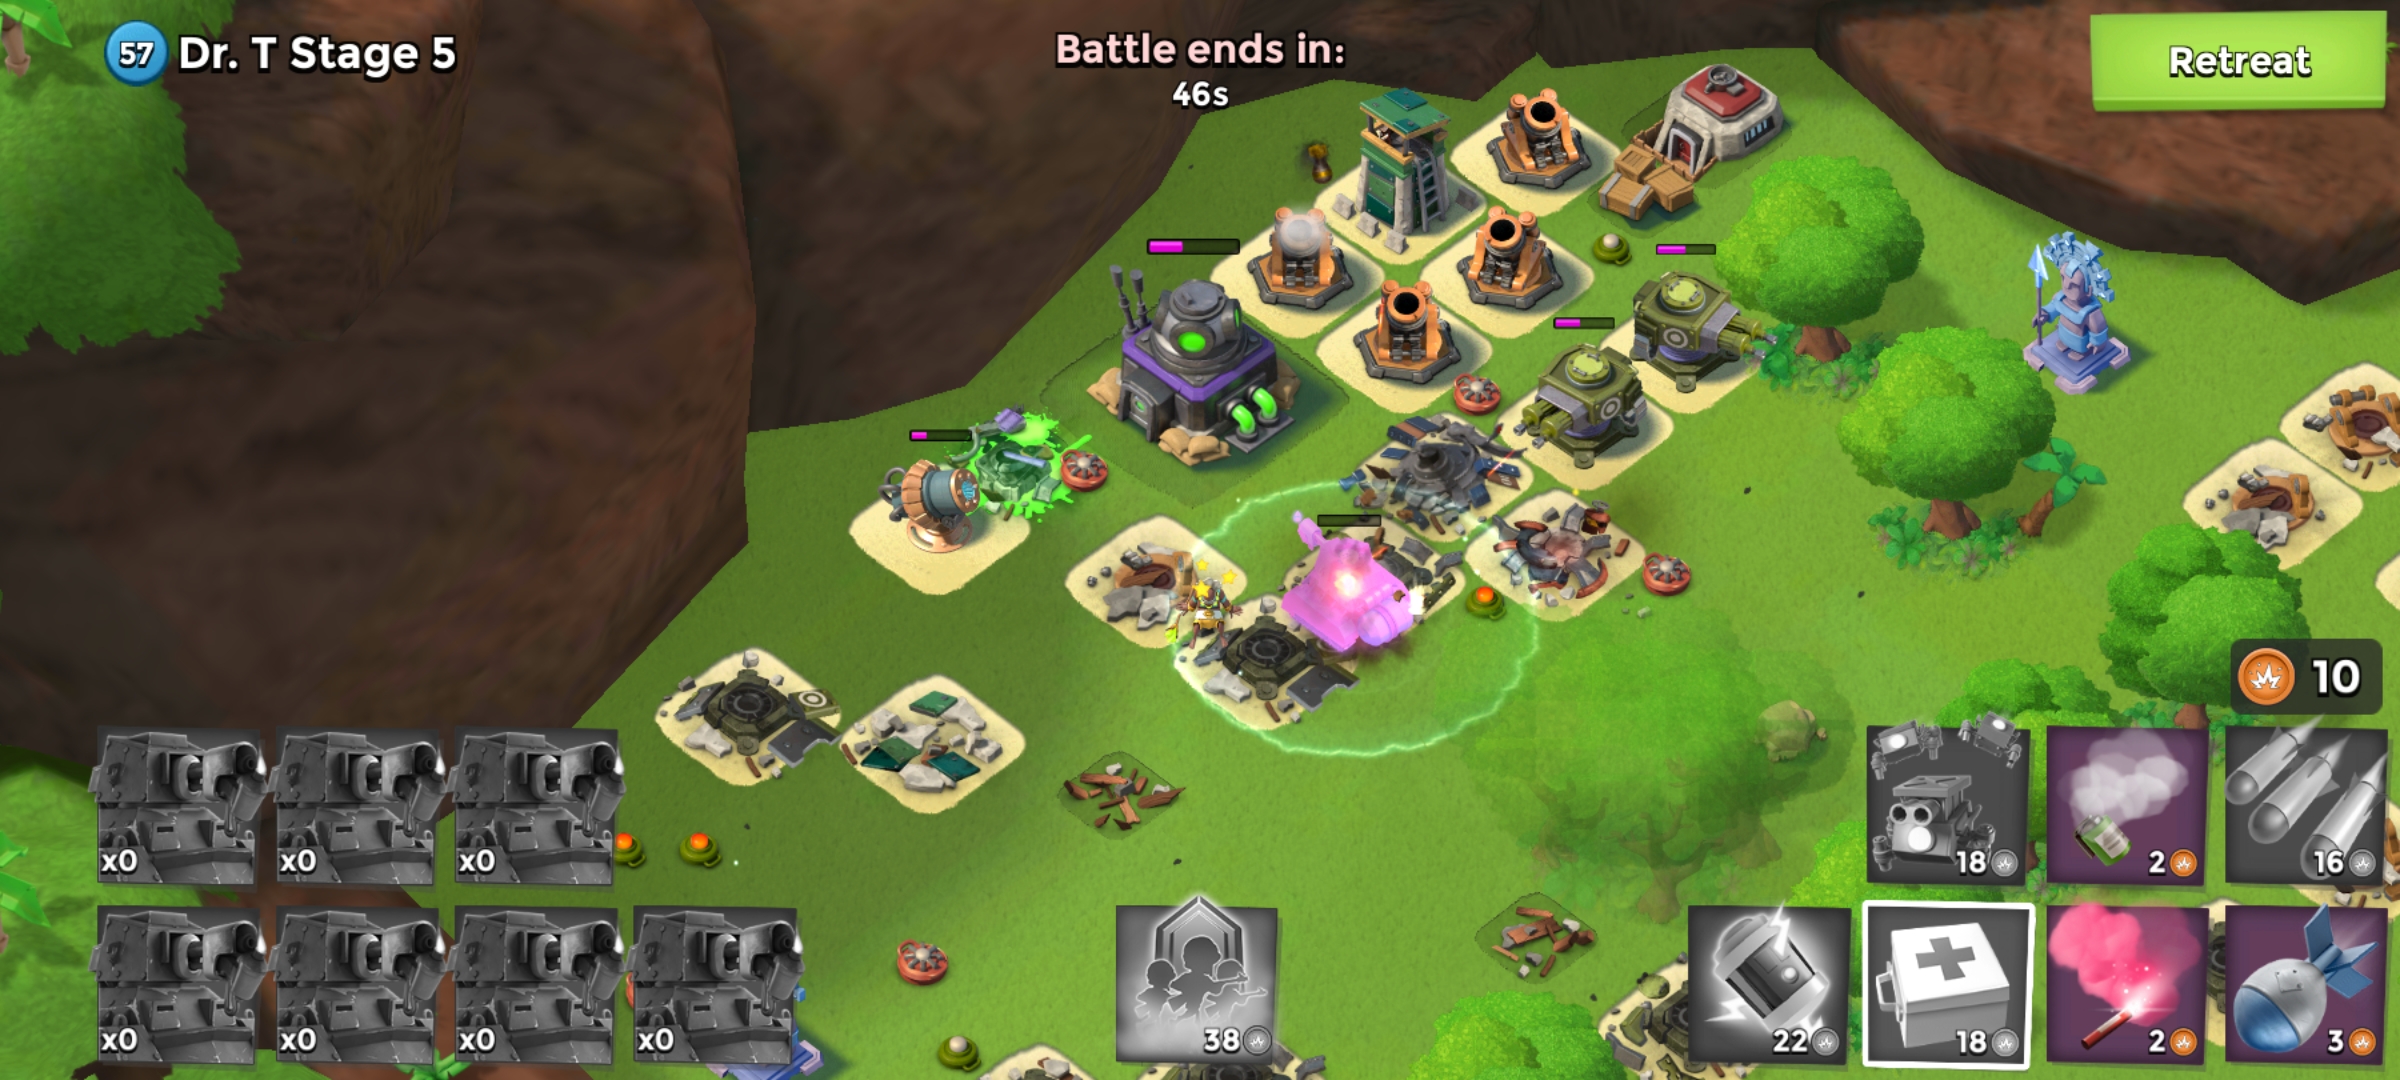 57 Dr. T Stage 5
Battle ends in:
46s
Retreat
10
x0 x0 x0
18 2 16
x0 x0 x0 x0
38
22 18 2 3